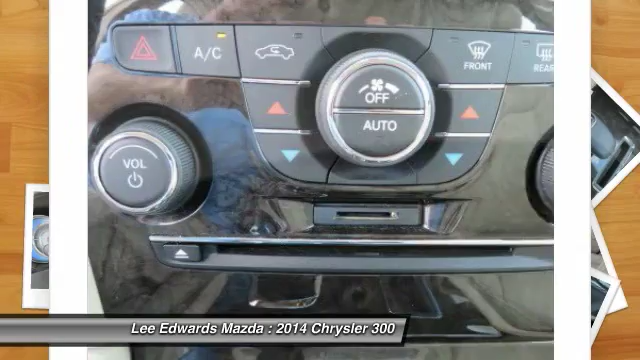 A/C
OFF
AUTO
FRONT
REAR
VOL
Lee Edwards Mazda : 2014 Chrysler 300